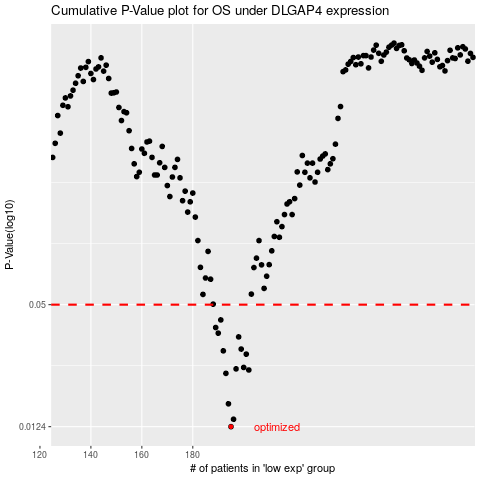 Cumulative P-Value plot for OS under DLGAP4 expression
P-Value(log10)
0.05
0.0124
optimized
120
140
160
180
# of patients in 'low exp' group